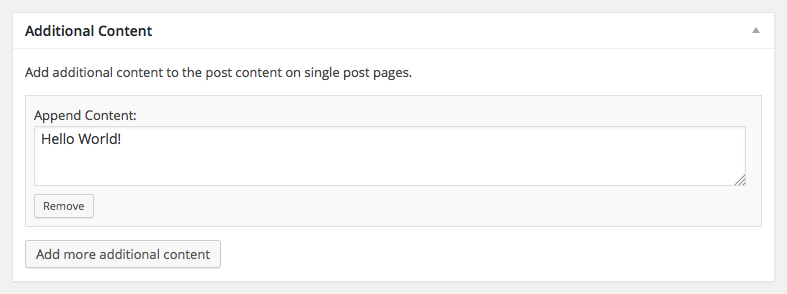 Additional Content
Add additional content to the post content on single post pages.
Append Content:
Hello World!
Remove
Add more additional content